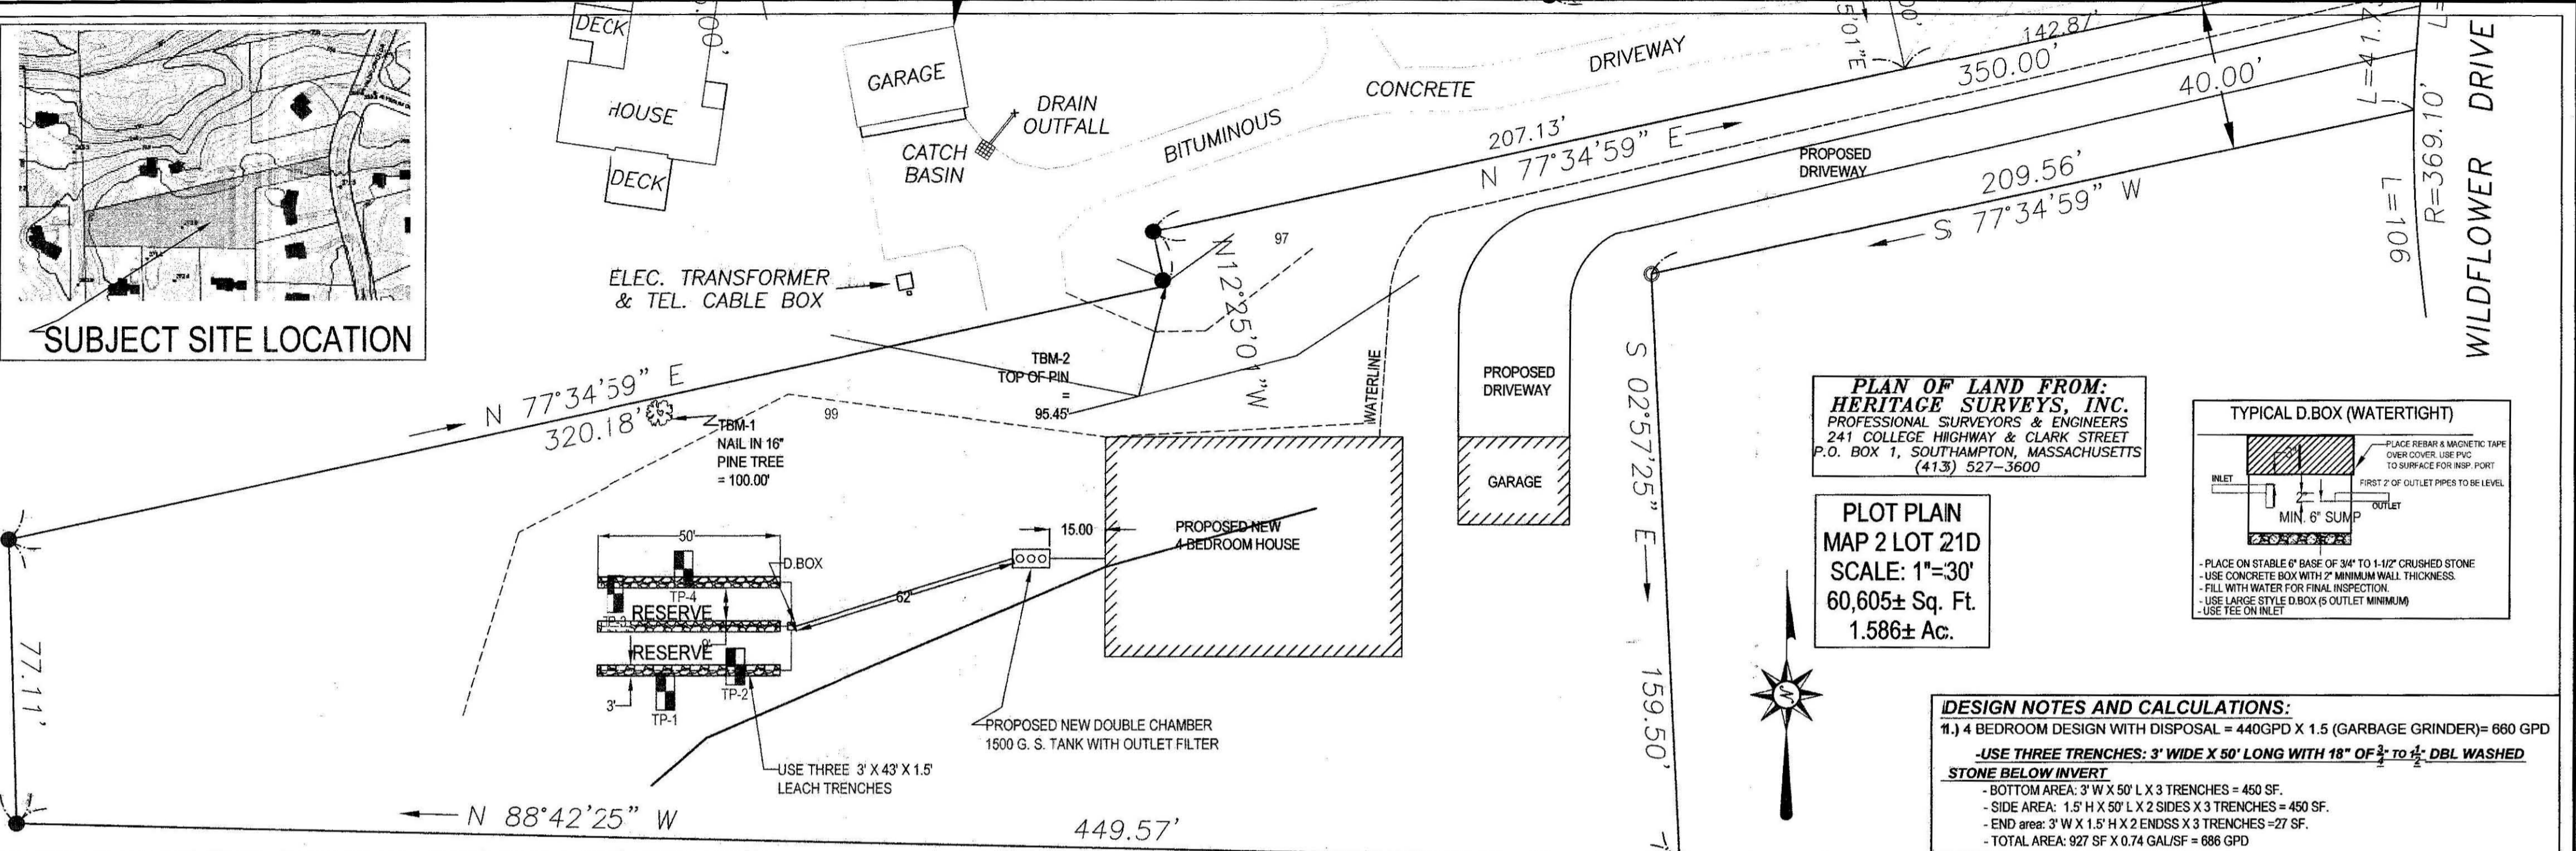 SUBJECT SITE LOCATION
DECK
HOUSE
DECK
GARAGE
DRAIN
OUTFALL
CATCH
BASIN
BITUMINOUS
CONCRETE
DRIVEWAY
ELEC. TRANSFORMER
& TEL. CABLE BOX
142.87'
350.00'
207.13'
N 77°34'59" E
40.00'
PROPOSED
DRIVEWAY
209.56'
S 77°34'59" W
L=106
R=369.10'
WILDFLOWER DRIVE
97
N12°25'01"W
N 77°34'59" E
320.18'
TBM-1
NAIL IN 16"
PINE TREE
= 100.00'
TBM-2
TOP OF PIN
=
95.45'
99
WATERLINE
PROPOSED
DRIVEWAY
GARAGE
S 02°57'25" E
159.50'
PLAN OF LAND FROM:
HERITAGE SURVEYS, INC.
PROFESSIONAL SURVEYORS & ENGINEERS
241 COLLEGE HIGHWAY & CLARK STREET
P.O. BOX 1, SOUTHAMPTON, MASSACHUSETTS
(413) 527-3600
PLOT PLAIN
MAP 2 LOT 21D
SCALE: 1"=30'
60,605± Sq. Ft.
1.586± Ac.
TYPICAL D.BOX (WATERTIGHT)
PLACE REBAR & MAGNETIC TAPE
OVER COVER. USE PVC
TO SURFACE FOR INSP. PORT
INLET
3"
2"
FIRST 2' OF OUTLET PIPES TO BE LEVEL
OUTLET
MIN. 6" SUMP
- PLACE ON STABLE 6" BASE OF 3/4" TO 1-1/2" CRUSHED STONE
- USE CONCRETE BOX WITH 2" MINIMUM WALL THICKNESS.
- FILL WITH WATER FOR FINAL INSPECTION.
- USE LARGE STYLE D.BOX (5 OUTLET MINIMUM)
- USE TEE ON INLET
PROPOSED NEW
4 BEDROOM HOUSE
15.00
50'
D.BOX
TP-4
RESERVE
TP-3
9'
RESERVE
TP-2
3'
TP-1
62'
PROPOSED NEW DOUBLE CHAMBER
1500 G. S. TANK WITH OUTLET FILTER
USE THREE 3' X 43' X 1.5'
LEACH TRENCHES
77.11'
N 88°42'25" W
449.57'
N
DESIGN NOTES AND CALCULATIONS:
1.) 4 BEDROOM DESIGN WITH DISPOSAL = 440GPD X 1.5 (GARBAGE GRINDER)= 660 GPD
-USE THREE TRENCHES: 3' WIDE X 50' LONG WITH 18" OF 3/4" TO 1 1/2" DBL WASHED
STONE BELOW INVERT
- BOTTOM AREA: 3' W X 50' L X 3 TRENCHES = 450 SF.
- SIDE AREA: 1.5' H X 50' L X 2 SIDES X 3 TRENCHES = 450 SF.
- END area: 3' W X 1.5' H X 2 ENDSS X 3 TRENCHES =27 SF.
- TOTAL AREA: 927 SF X 0.74 GAL/SF = 686 GPD